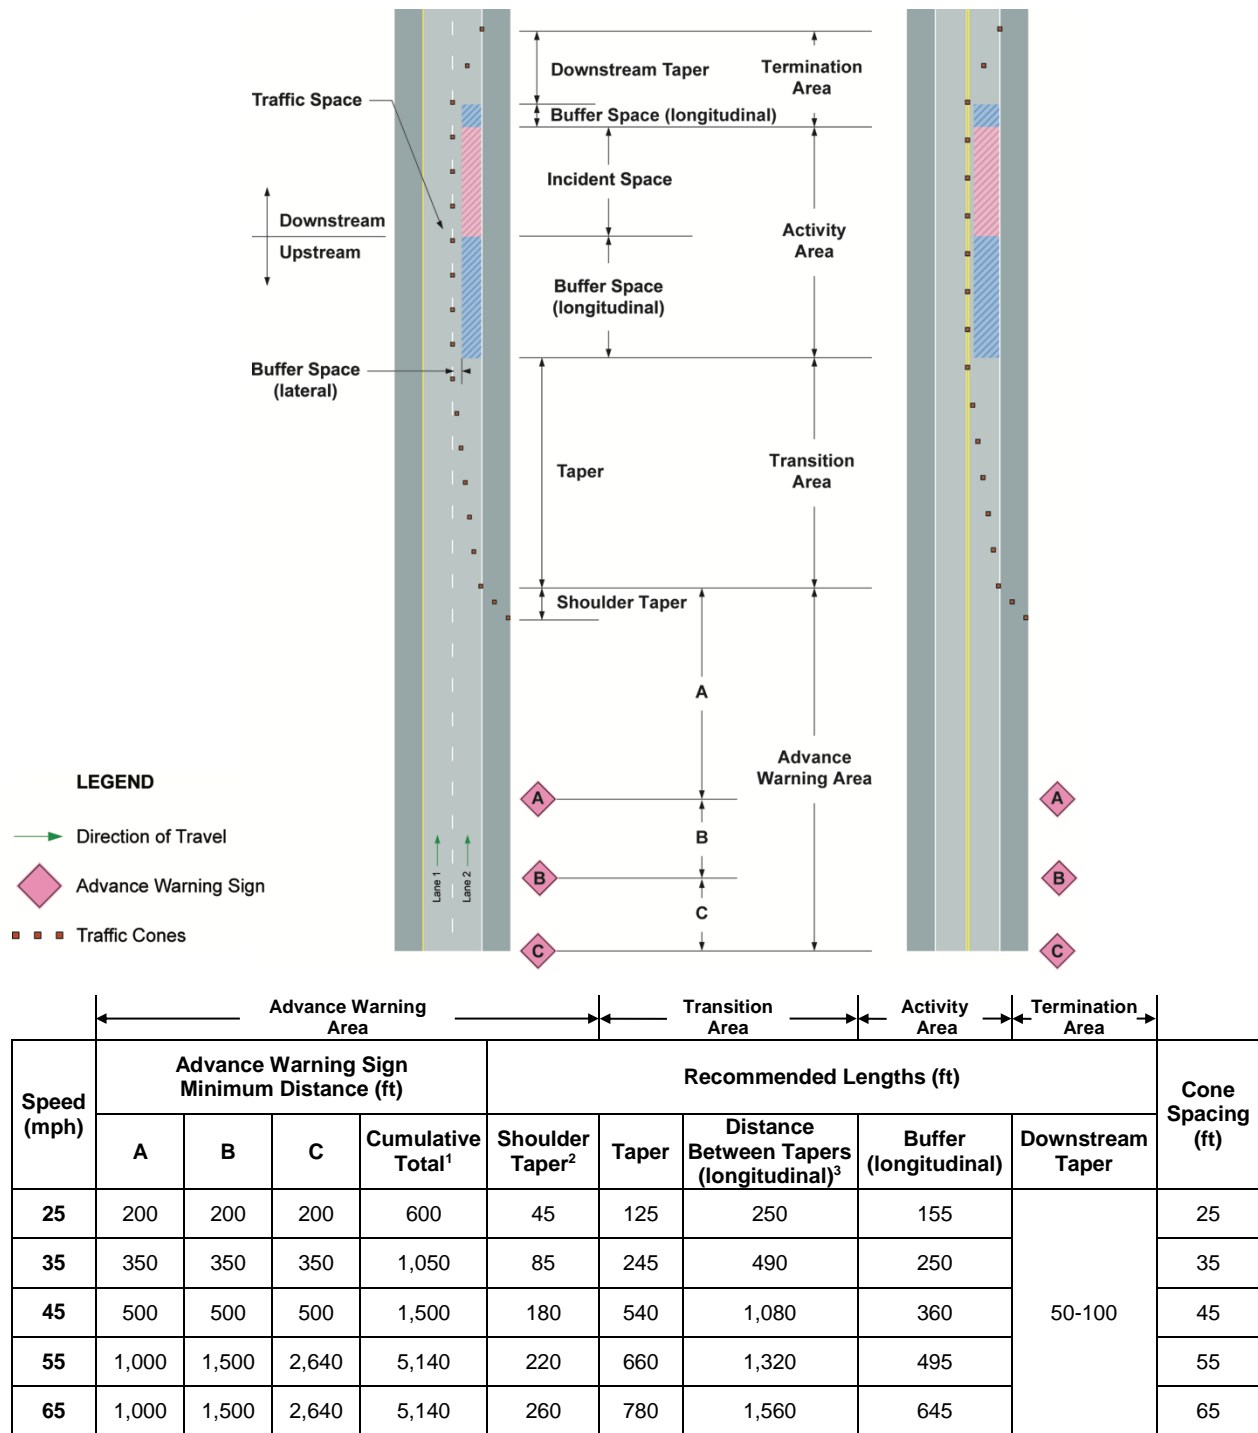 Downstream Taper
Termination
Area
Traffic Space
Buffer Space (longitudinal)
Incident Space
Downstream
Upstream
Activity
Area
Buffer Space
(longitudinal)
Buffer Space
(lateral)
Taper
Transition
Area
Shoulder Taper
A
Advance
Warning Area
LEGEND
A
A
Direction of Travel
B
Lane 1
Lane 2
Advance Warning Sign
B
B
C
Traffic Cones
C
C
Advance Warning
Area
Transition
Area
Activity
Area
Termination
Area
Speed
(mph)
Advance Warning Sign
Minimum Distance (ft)
Recommended Lengths (ft)
Cone
Spacing
(ft)
A
B
C
Cumulative
Total1
Shoulder
Taper2
Taper
Distance
Between Tapers
(longitudinal)3
Buffer
(longitudinal)
Downstream
Taper
25 200 200 200 600 45 125 250 155 25
35 350 350 350 1,050 85 245 490 250 35
45 500 500 500 1,500 180 540 1,080 360 50-100 45
55 1,000 1,500 2,640 5,140 220 660 1,320 495 55
65 1,000 1,500 2,640 5,140 260 780 1,560 645 65